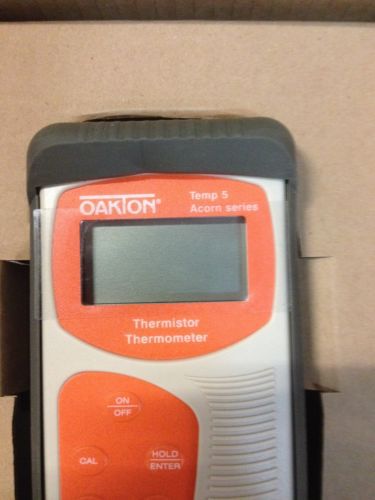 OAKTON®
Temp 5
Acorn series
Thermistor
Thermometer
ON
OFF
CAL
HOLD
ENTER